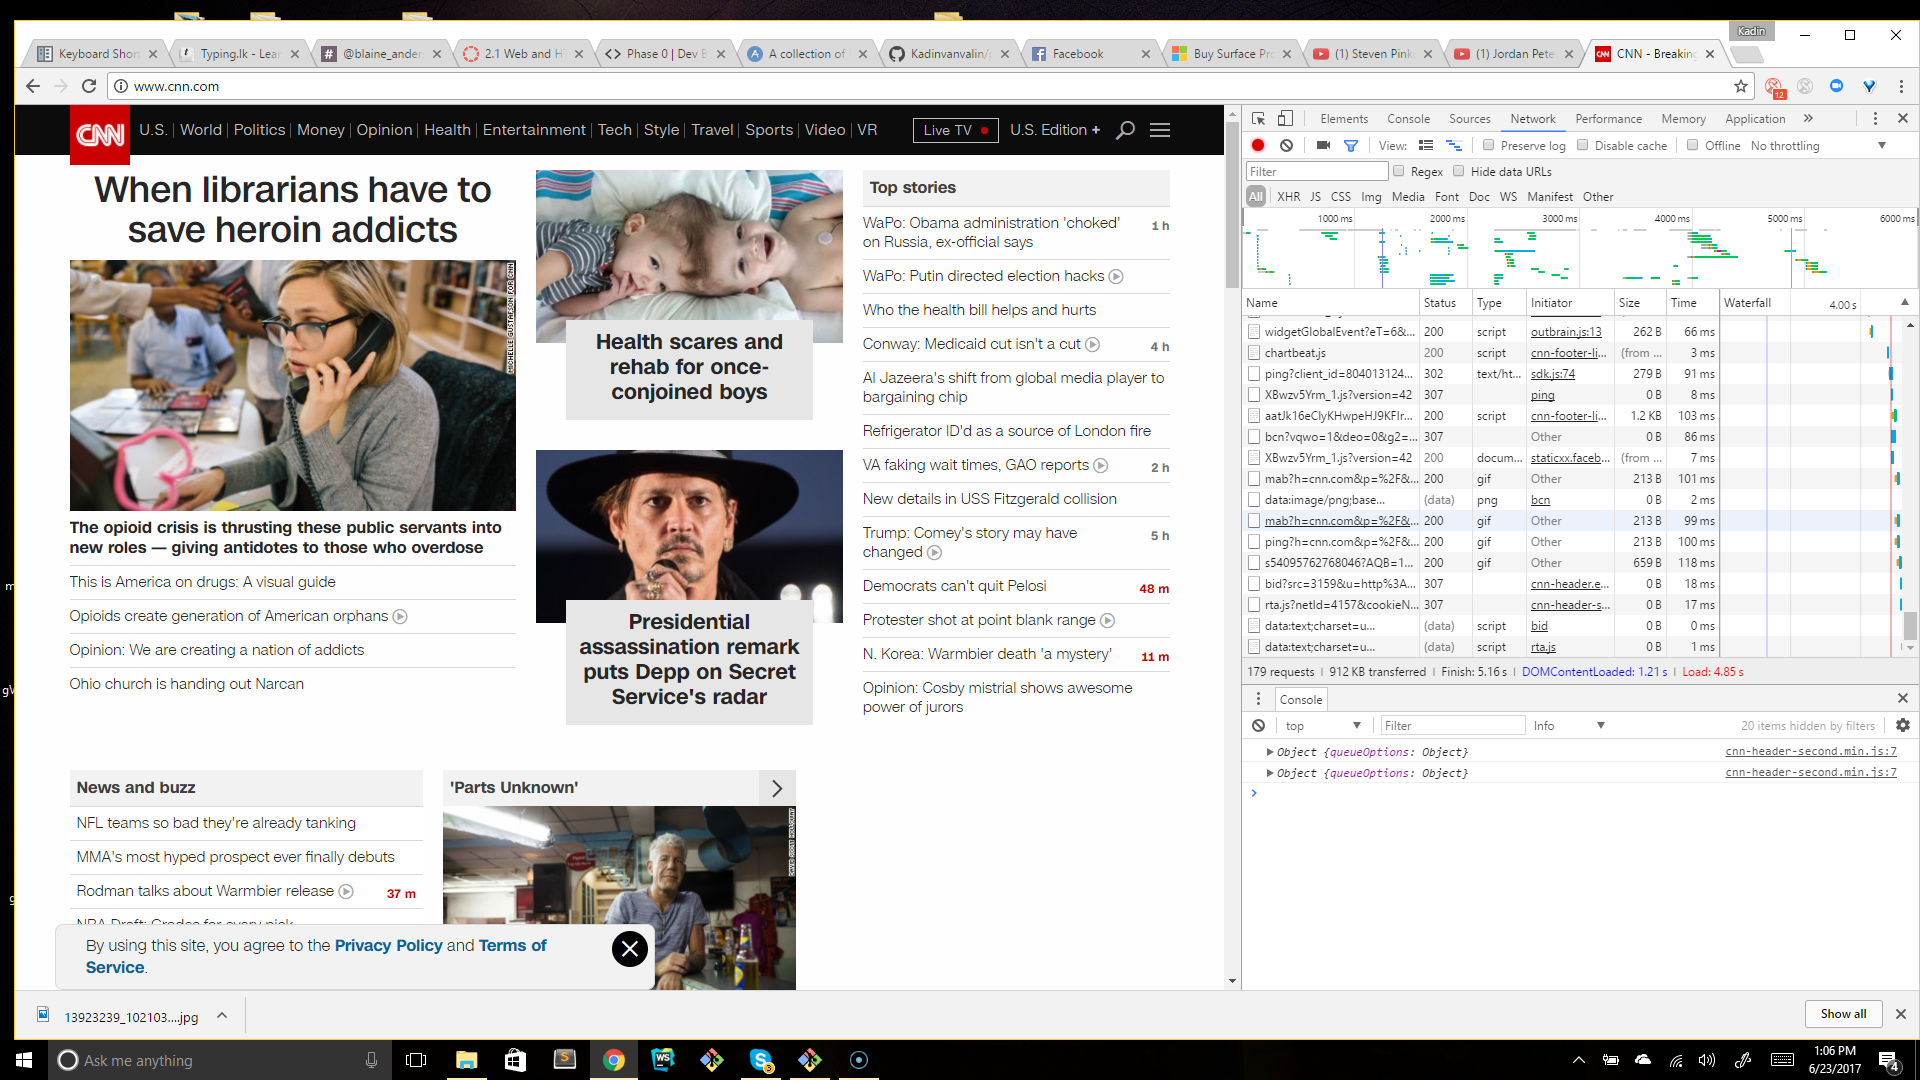 Kadin
Keyboard Shor
Typing.lk - Lea
@blaine_ander
2.1 Web and HT
Phase 0 | Dev B
A collection of
Kadinvanvalin/
Facebook
Buy Surface Pro
(1) Steven Pink
(1) Jordan Pete
CNN - Breaking
www.cnn.com
12
CNN
U.S. World Politics Money Opinion Health Entertainment Tech Style Travel Sports Video VR
Live TV
U.S. Edition +
When librarians have to
save heroin addicts
MICHELLE GUSTAFSON FOR CNN
The opioid crisis is thrusting these public servants into
new roles — giving antidotes to those who overdose
This is America on drugs: A visual guide
Opioids create generation of American orphans
Opinion: We are creating a nation of addicts
Ohio church is handing out Narcan
Health scares and
rehab for once-
conjoined boys
Presidential
assassination remark
puts Depp on Secret
Service's radar
Top stories
WaPo: Obama administration 'choked'
on Russia, ex-official says
1 h
WaPo: Putin directed election hacks
Who the health bill helps and hurts
Conway: Medicaid cut isn't a cut
4 h
Al Jazeera's shift from global media player to
bargaining chip
Refrigerator ID'd as a source of London fire
VA faking wait times, GAO reports
2 h
New details in USS Fitzgerald collision
Trump: Comey's story may have
changed
5 h
Democrats can't quit Pelosi
48 m
Protester shot at point blank range
N. Korea: Warmbier death 'a mystery'
11 m
Opinion: Cosby mistrial shows awesome
power of jurors
News and buzz
NFL teams so bad they're already tanking
MMA's most hyped prospect ever finally debuts
Rodman talks about Warmbier release
37 m
NBA Draft: Grades for every pick
'Parts Unknown'
By using this site, you agree to the Privacy Policy and Terms of
Service.
Elements Console Sources Network Performance Memory Application »
View: Preserve log Disable cache Offline No throttling
Filter Regex Hide data URLs
All XHR JS CSS Img Media Font Doc WS Manifest Other
1000 ms 2000 ms 3000 ms 4000 ms 5000 ms 6000 ms
Name Status Type Initiator Size Time Waterfall 4.00 s
widgetGlobalEvent?eT=6&... 200 script outbrain.js:13 262 B 66 ms
chartbeat.js 200 script cnn-footer-li... (from ... 3 ms
ping?client_id=804013124... 302 text/ht... sdk.js:74 279 B 91 ms
XBwzv5Yrm_1.js?version=42 307 ping 0 B 8 ms
aatJk16eClyKHwpeHJ9KFIr... 200 script cnn-footer-li... 1.2 KB 103 ms
bcn?vqwo=1&deo=0&g2=... 307 Other 0 B 86 ms
XBwzv5Yrm_1.js?version=42 200 docum... staticxx.faceb... (from ... 7 ms
mab?h=cnn.com&p=%2F&... 200 gif Other 213 B 101 ms
data:image/png;base... (data) png bcn 0 B 2 ms
mab?h=cnn.com&p=%2F&... 200 gif Other 213 B 99 ms
ping?h=cnn.com&p=%2F&... 200 gif Other 213 B 100 ms
s54095762768046?AQB=1... 200 gif Other 659 B 118 ms
bid?src=3159&u=http%3A... 307 cnn-header.e... 0 B 18 ms
rta.js?netId=4157&cookieN... 307 cnn-header-s... 0 B 17 ms
data:text;charset=u... (data) script bid 0 B 0 ms
data:text;charset=u... (data) script rta.js 0 B 1 ms
179 requests | 912 KB transferred | Finish: 5.16 s | DOMContentLoaded: 1.21 s | Load: 4.85 s
Console
top Filter Info 20 items hidden by filters
Object {queueOptions: Object} cnn-header-second.min.js:7
Object {queueOptions: Object} cnn-header-second.min.js:7
13923239_102103....jpg
Show all
Ask me anything
WS
3
1:06 PM
6/23/2017
4